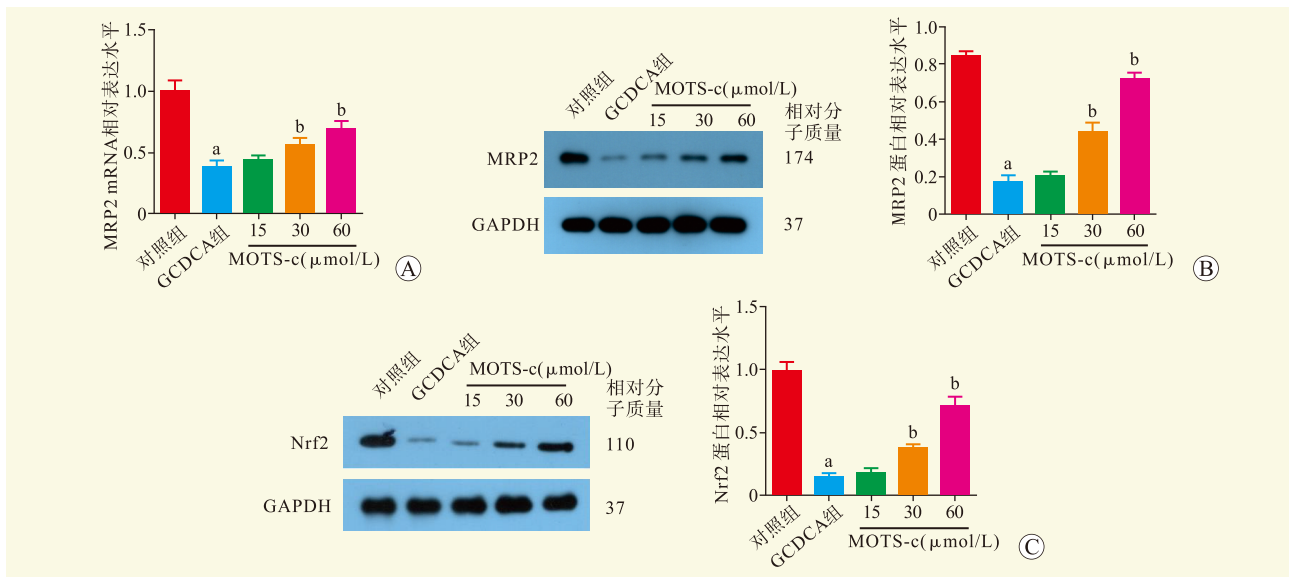 MRP2 mRNA相对表达水平
1.5
1.0
0.5
0
a
b
b
对照组
GCDCA组
15
30
60
MOTS-c(μmol/L)
A
对照组
GCDCA组
MOTS-c(μmol/L)
15
30
60
相对分
子质量
MRP2
174
GAPDH
37
MRP2 蛋白相对表达水平
1.0
0.8
0.6
0.4
0.2
0
a
b
b
对照组
GCDCA组
15
30
60
MOTS-c(μmol/L)
B
对照组
GCDCA组
MOTS-c(μmol/L)
15
30
60
相对分
子质量
Nrf2
110
GAPDH
37
Nrf2 蛋白相对表达水平
1.5
1.0
0.5
0
a
b
b
对照组
GCDCA组
15
30
60
MOTS-c(μmol/L)
C